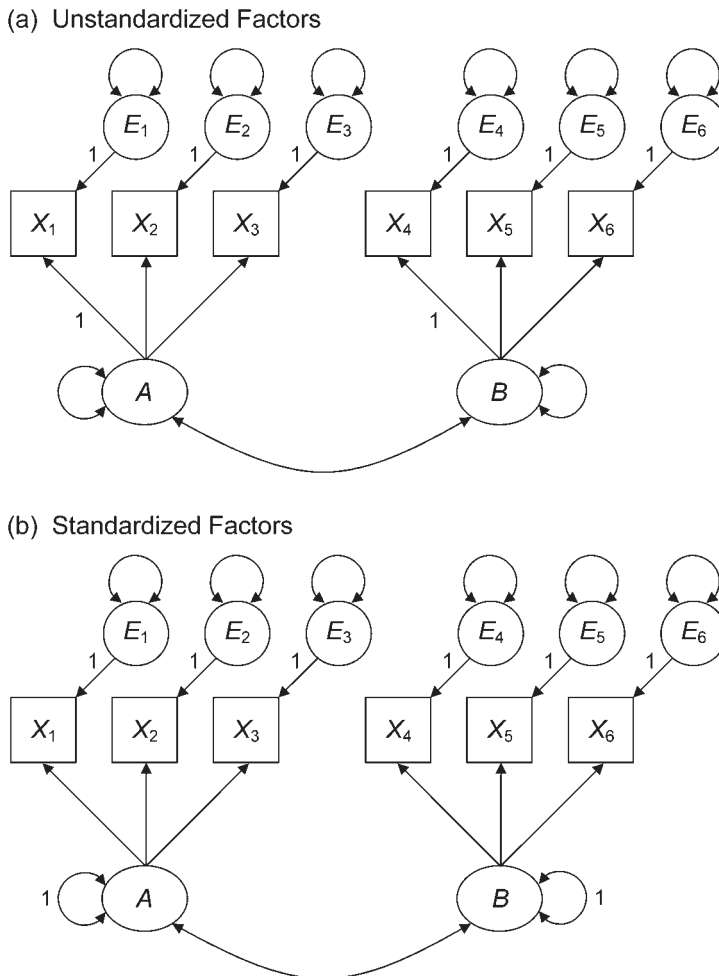 (a) Unstandardized Factors
E₁ E₂ E₃ E₄ E₅ E₆
1 1 1 1 1 1
X₁ X₂ X₃ X₄ X₅ X₆
1 1
A B
(b) Standardized Factors
E₁ E₂ E₃ E₄ E₅ E₆
1 1 1 1 1 1
X₁ X₂ X₃ X₄ X₅ X₆
1 A B 1